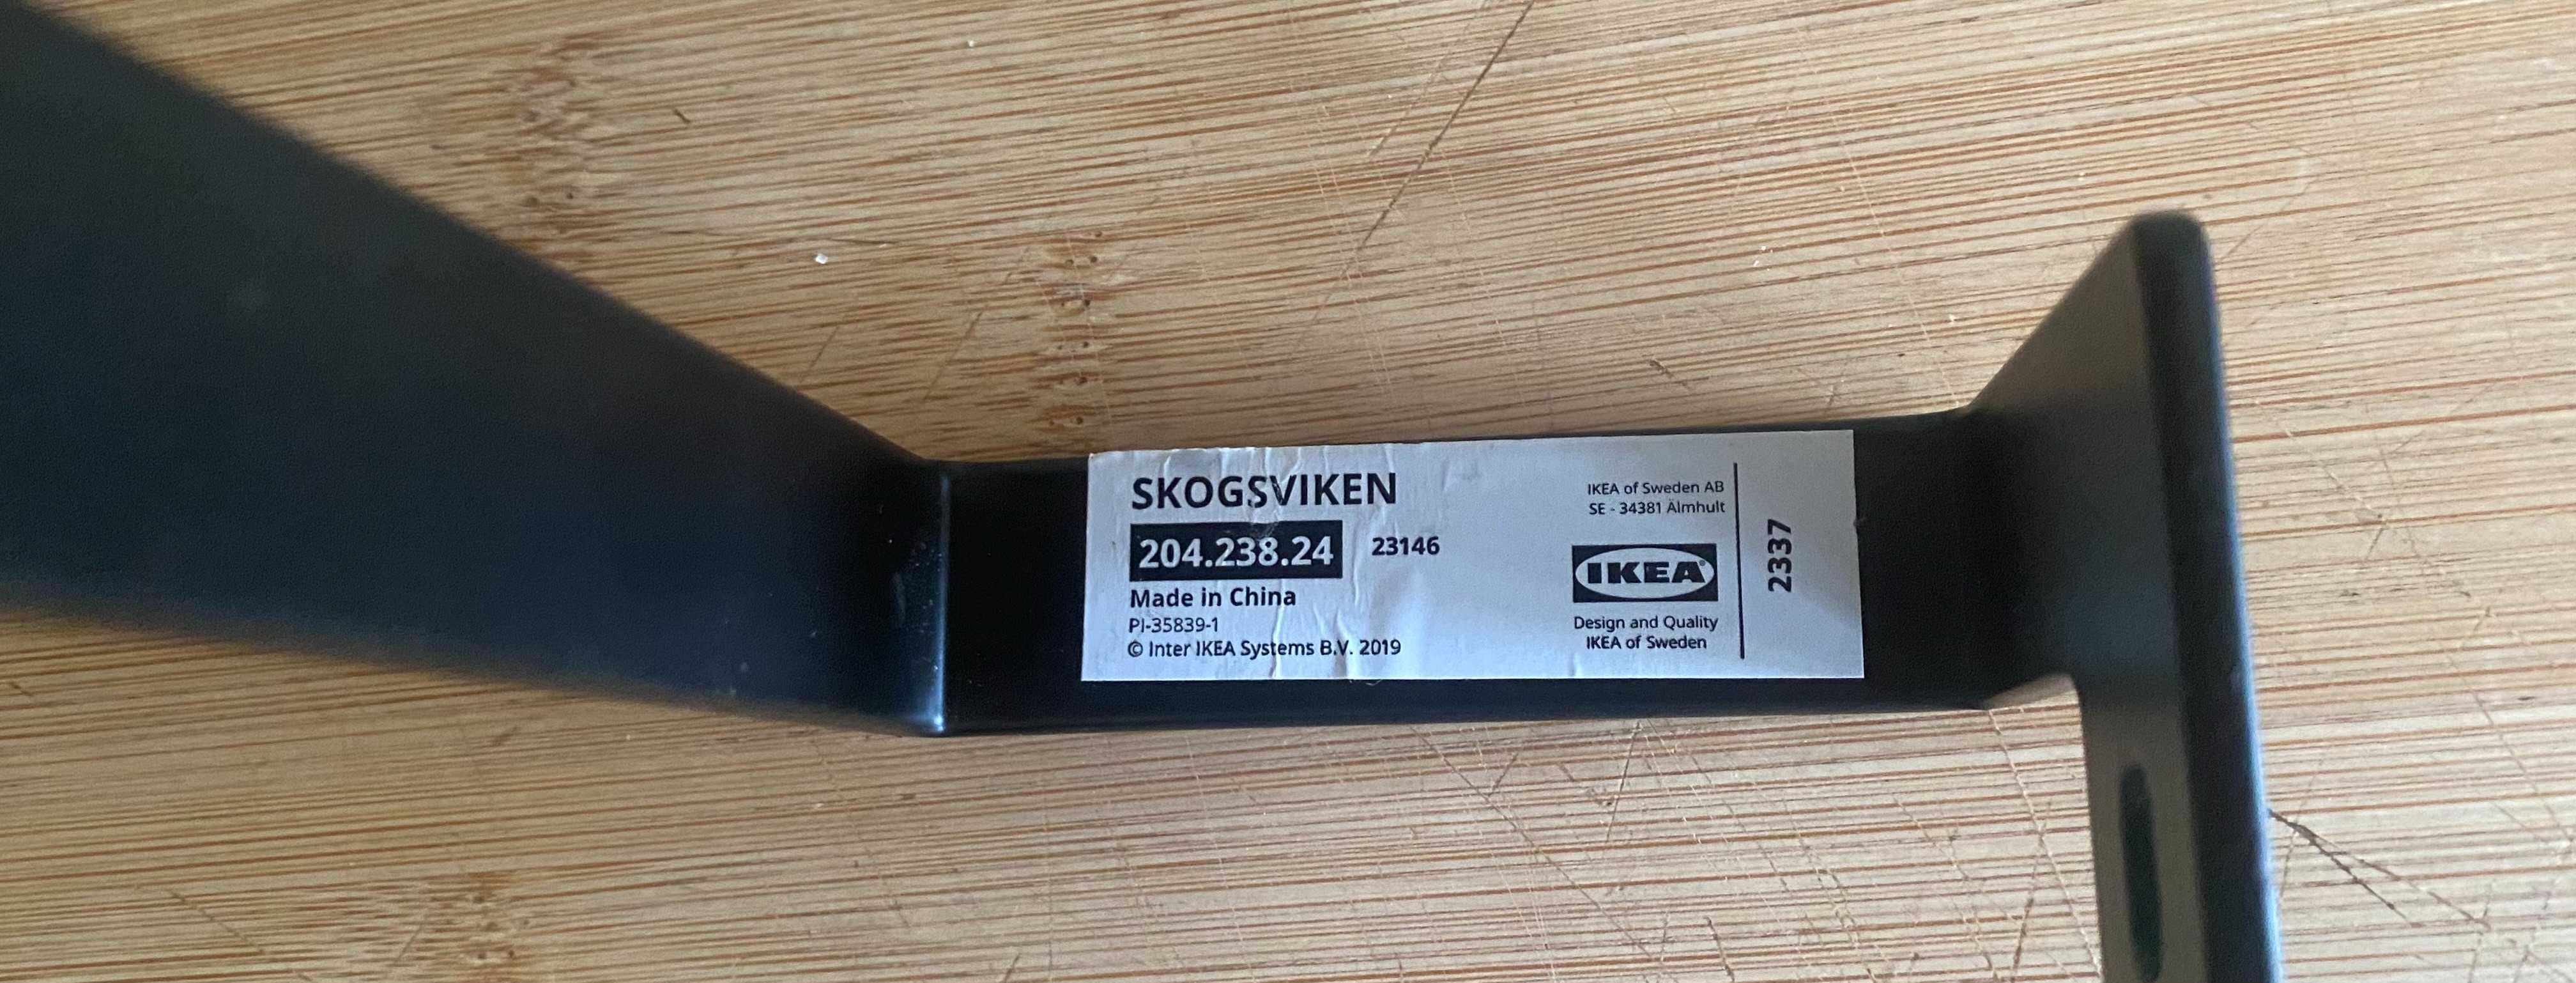 SKOGSVIKEN
204.238.24 23146
Made in China
PI-35839-1
© Inter IKEA Systems B.V. 2019
IKEA of Sweden AB
SE - 34381 Älmhult
IKEA®
Design and Quality
IKEA of Sweden
2337